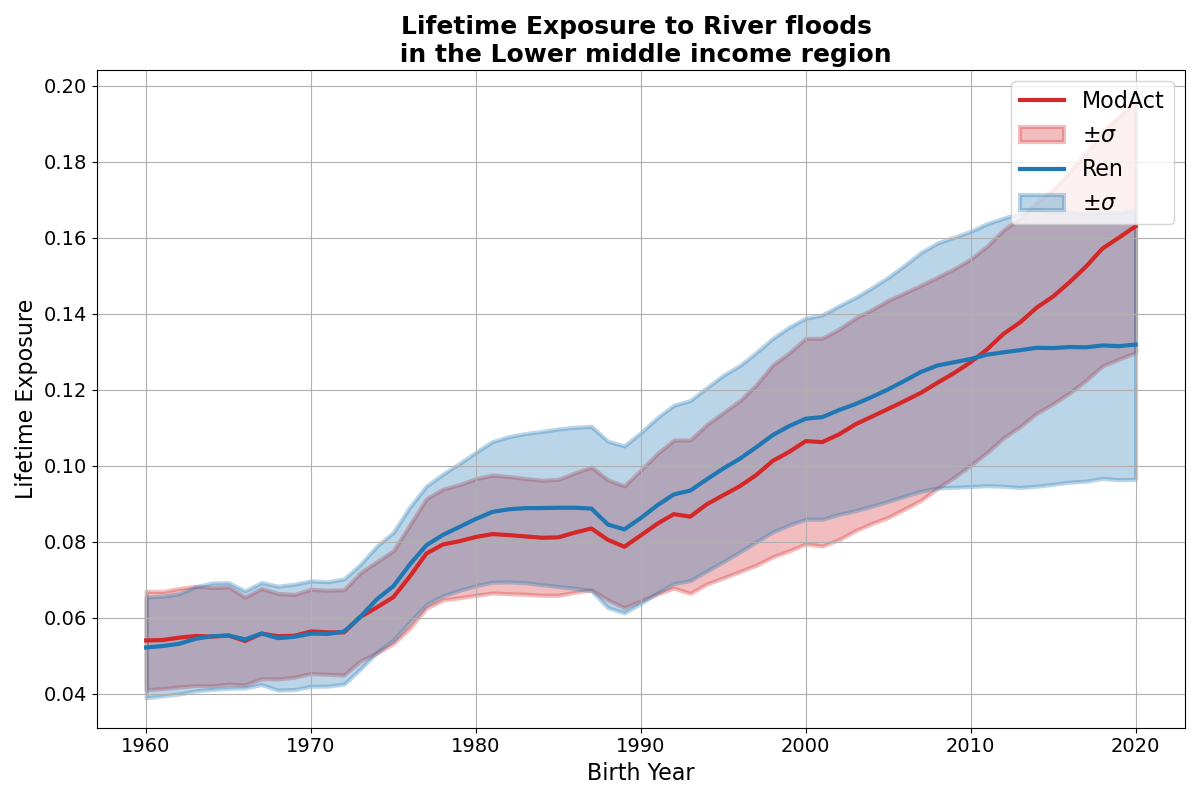 Lifetime Exposure to River floods
in the Lower middle income region
Lifetime Exposure
0.20
0.18
0.16
0.14
0.12
0.10
0.08
0.06
0.04
ModAct
±σ
Ren
±σ
1960 1970 1980 1990 2000 2010 2020
Birth Year